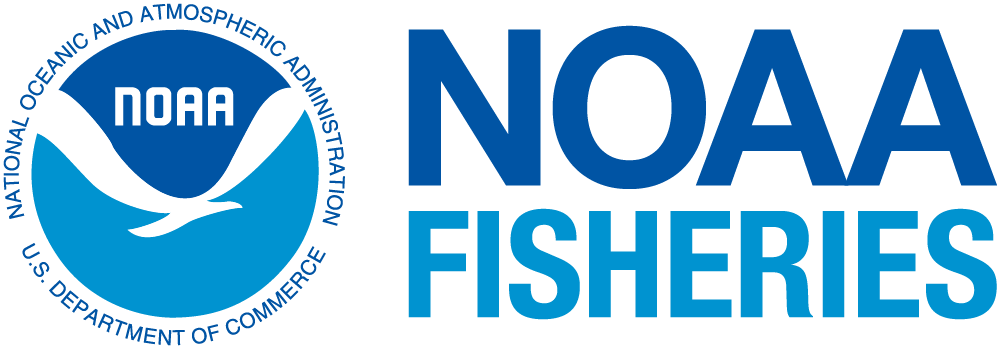 NATIONAL OCEANIC AND ATMOSPHERIC ADMINISTRATION
NOAA
U.S. DEPARTMENT OF COMMERCE
NOAA
FISHERIES